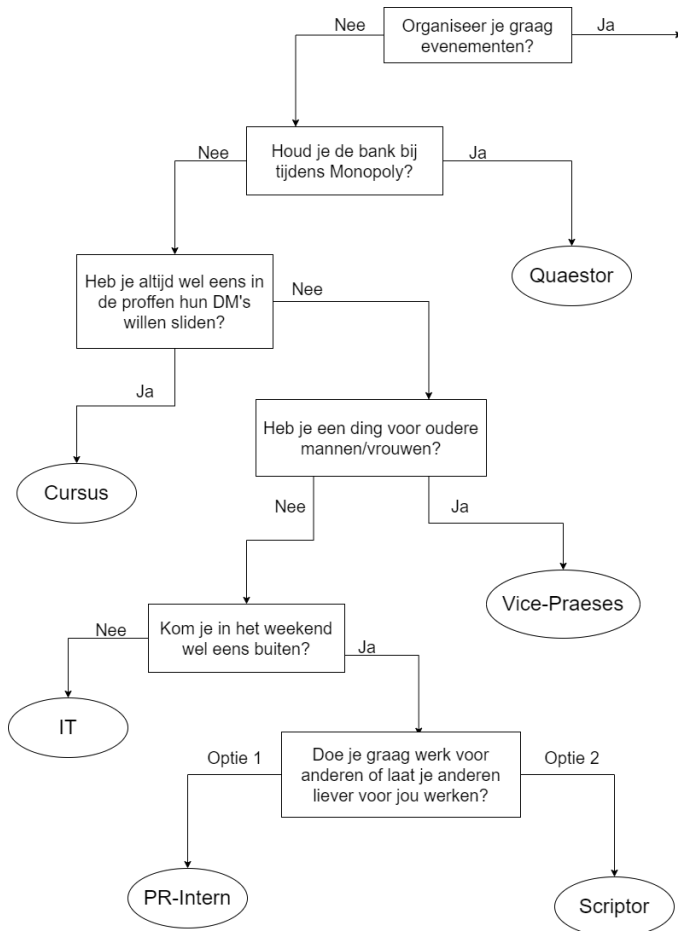 Organiseer je graag
evenementen?
Nee
Ja
Houd je de bank bij
tijdens Monopoly?
Nee
Ja
Quaestor
Heb je altijd wel eens in
de proffen hun DM's
willen sliden?
Nee
Ja
Cursus
Heb je een ding voor oudere
mannen/vrouwen?
Nee
Ja
Vice-Praeses
Kom je in het weekend
wel eens buiten?
Nee
Ja
IT
Doe je graag werk voor
anderen of laat je anderen
liever voor jou werken?
Optie 1
Optie 2
PR-Intern
Scriptor